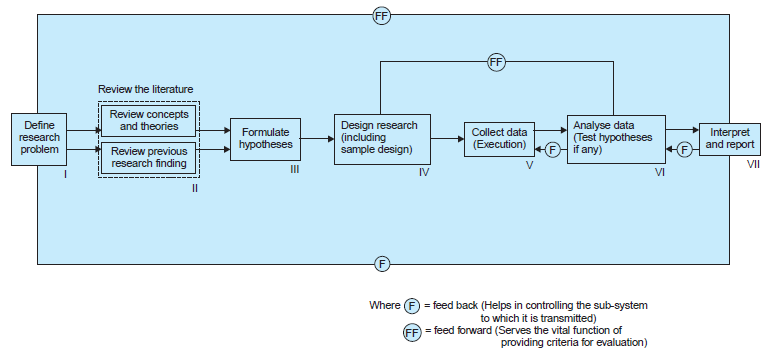 FF
FF
Review the literature
Define
research
problem
I
Review concepts
and theories
Review previous
research finding
II
Formulate
hypotheses
III
Design research
(including
sample design)
IV
Collect data
(Execution)
V
F
Analyse data
(Test hypotheses
if any)
VI
F
Interpret
and report
VII
F
Where F = feed back (Helps in controlling the sub-system
to which it is transmitted)
FF = feed forward (Serves the vital function of
providing criteria for evaluation)